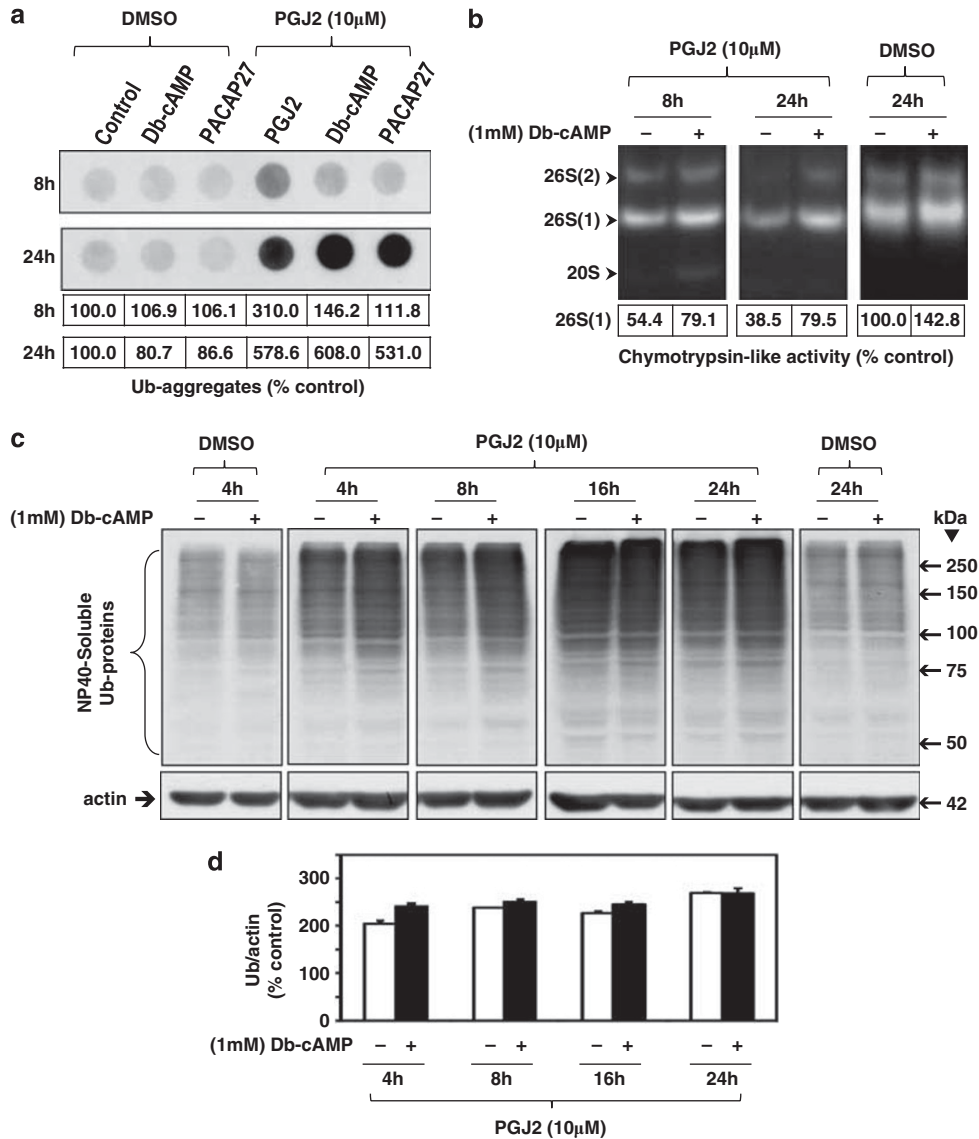 a
DMSO
PGJ2 (10μM)
Control
Db-cAMP
PACAP27
PGJ2
Db-cAMP
PACAP27
8h
24h
8h 100.0 106.9 106.1 310.0 146.2 111.8
24h 100.0 80.7 86.6 578.6 608.0 531.0
Ub-aggregates (% control)
b
PGJ2 (10μM)
DMSO
8h 24h 24h
(1mM) Db-cAMP – + – + – +
26S(2)
26S(1)
20S
26S(1) 54.4 79.1 38.5 79.5 100.0 142.8
Chymotrypsin-like activity (% control)
c
DMSO
PGJ2 (10μM)
DMSO
4h 4h 8h 16h 24h 24h
(1mM) Db-cAMP – + – + – + – + – + – +
kDa
NP40-Soluble
Ub-proteins
250
150
100
75
50
actin
42
d
Ub/actin
(% control)
300
200
100
0
(1mM) Db-cAMP – + – + – + – +
4h 8h 16h 24h
PGJ2 (10μM)